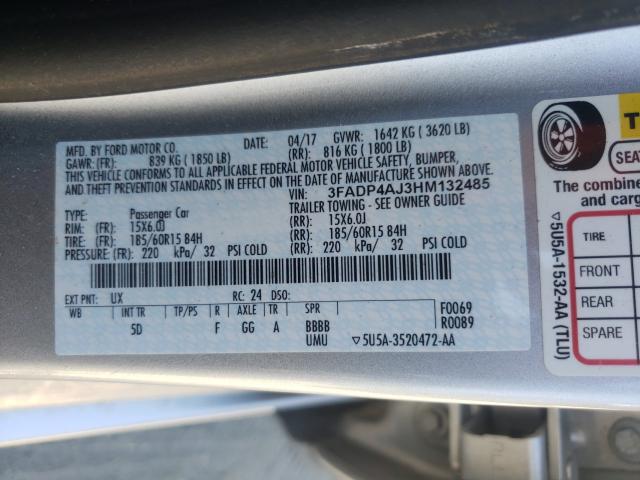 MFD. BY FORD MOTOR CO.
DATE: 04/17 GVWR: 1642 KG ( 3620 LB)
GAWR: (FR): 839 KG ( 1850 LB) (RR): 816 KG ( 1800 LB)
THIS VEHICLE CONFORMS TO ALL APPLICABLE FEDERAL MOTOR VEHICLE SAFETY, BUMPER,
AND THEFT PREVENTION STANDARDS IN EFFECT ON THE DATE OF MANUFACTURE SHOWN ABOVE.
VIN: 3FADP4AJ3HM132485
TYPE: Passenger Car TRAILER TOWING - SEE OWNER GUIDE
RIM: (FR): 15X6.0J (RR): 15X6.0J
TIRE: (FR): 185/60R15 84H (RR): 185/60R15 84H
PRESSURE: (FR): 220 kPa/ 32 PSI COLD (RR): 220 kPa/ 32 PSI COLD
EXT PNT: UX RC: 24 DSO:
WB INT TR TP/PS R AXLE TR SPR F0069
5D F GG A BBBB R0089
UMU ▽5U5A-3520472-AA
SEAT
The combine
and carg
▽5U5A-1532-AA (TLU)
TIRE
FRONT
REAR
SPARE